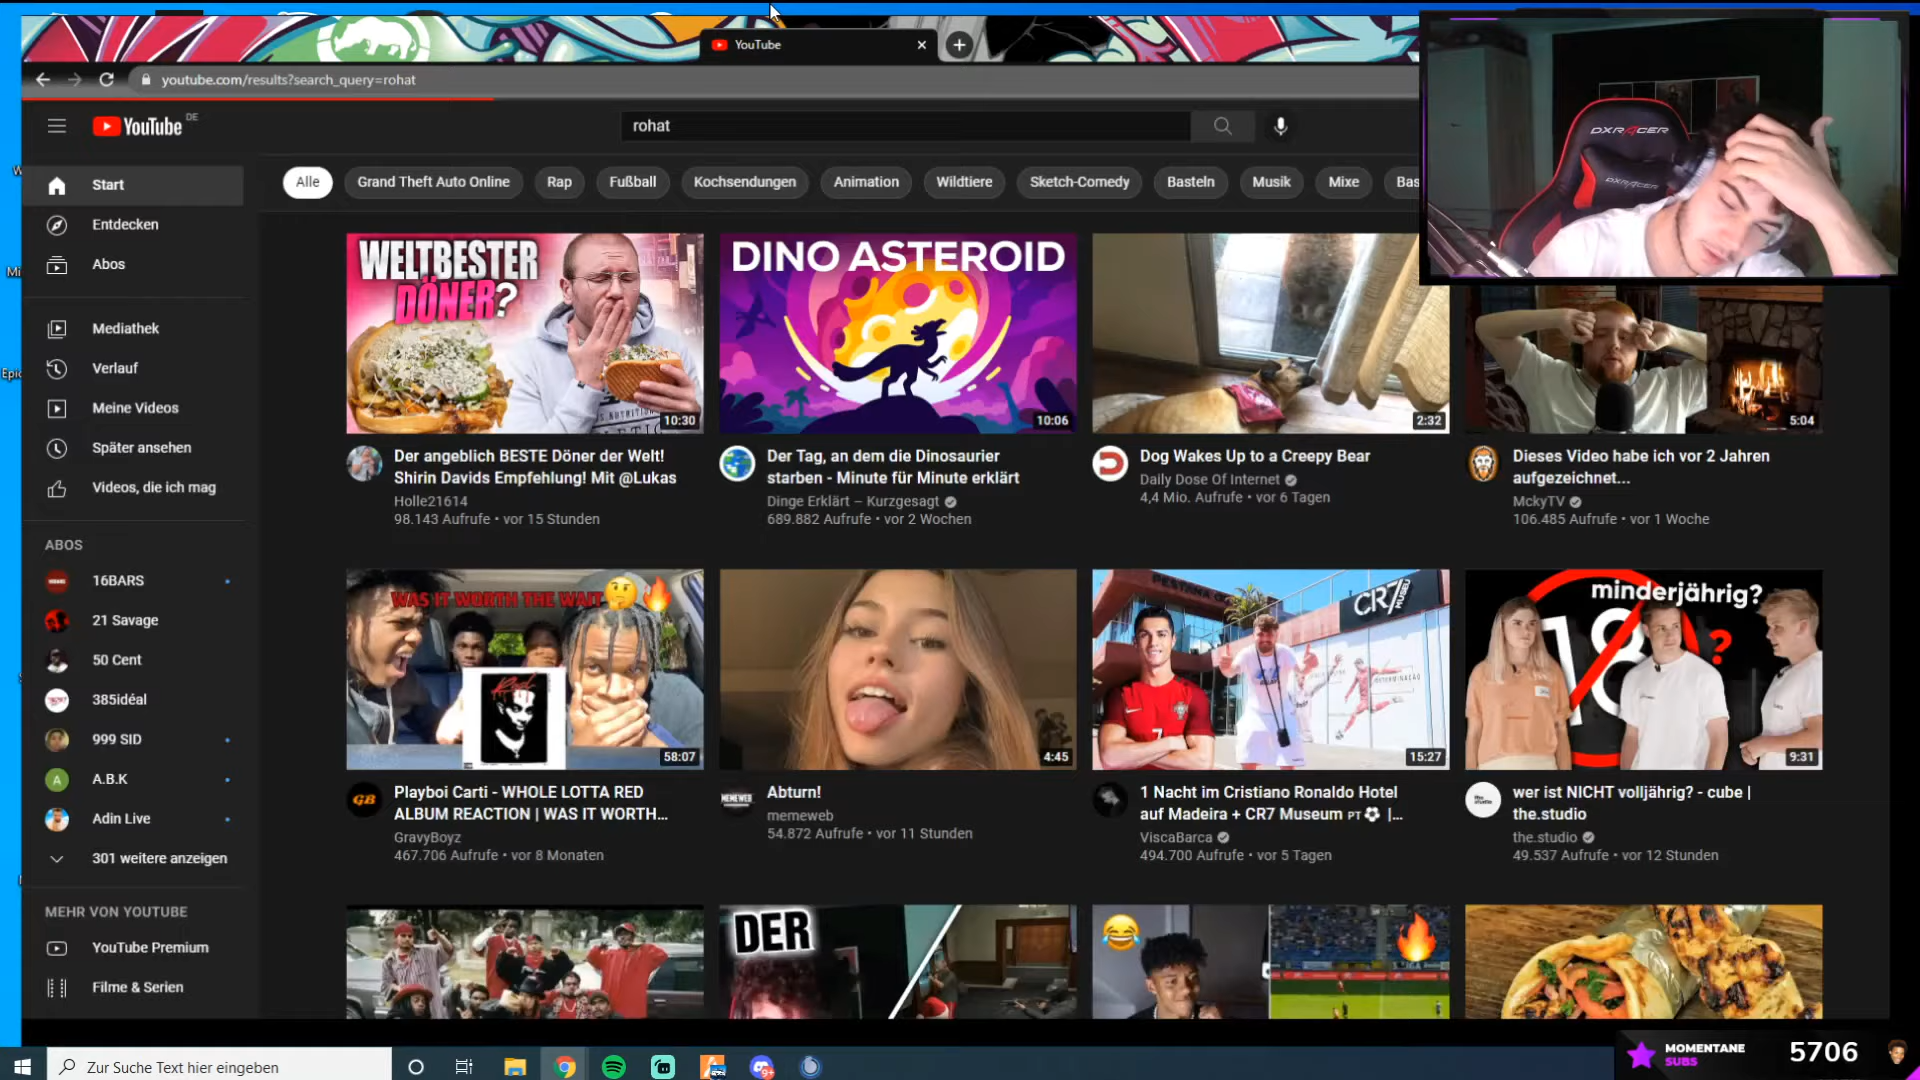 YouTube
youtube.com/results?search_query=rohat
YouTube
DE
rohat
Alle
Grand Theft Auto Online
Rap
Fußball
Kochsendungen
Animation
Wildtiere
Sketch-Comedy
Basteln
Musik
Mixe
Bas
DXRACER
DXRACER
Start
Entdecken
Abos
Mediathek
Verlauf
Meine Videos
Später ansehen
Videos, die ich mag
ABOS
16BARS
21 Savage
50 Cent
385idéal
999 SID
A
A.B.K
Adin Live
301 weitere anzeigen
MEHR VON YOUTUBE
YouTube Premium
Filme & Serien
WELTBESTER
DÖNER?
10:30
Der angeblich BESTE Döner der Welt!
Shirin Davids Empfehlung! Mit @Lukas
Holle21614
98.143 Aufrufe • vor 15 Stunden
DINO ASTEROID
10:06
Der Tag, an dem die Dinosaurier
starben - Minute für Minute erklärt
Dinge Erklärt – Kurzgesagt
689.882 Aufrufe • vor 2 Wochen
2:32
Dog Wakes Up to a Creepy Bear
Daily Dose Of Internet
4,4 Mio. Aufrufe • vor 6 Tagen
5:04
Dieses Video habe ich vor 2 Jahren
aufgezeichnet...
MckyTV
106.485 Aufrufe • vor 1 Woche
WAS IT WORTH THE WAIT
Red
58:07
GB
Playboi Carti - WHOLE LOTTA RED
ALBUM REACTION | WAS IT WORTH...
GravyBoyz
467.706 Aufrufe • vor 8 Monaten
4:45
MEMEWEB
Abturn!
memeweb
54.872 Aufrufe • vor 11 Stunden
CR7
MUSEU
7
15:27
1 Nacht im Cristiano Ronaldo Hotel
auf Madeira + CR7 Museum PT ⚽ |...
ViscaBarca
494.700 Aufrufe • vor 5 Tagen
minderjährig?
18
?
9:31
wer ist NICHT volljährig? - cube |
the.studio
the.studio
49.537 Aufrufe • vor 12 Stunden
DER
Zur Suche Text hier eingeben
9+
MOMENTANE
SUBS
5706